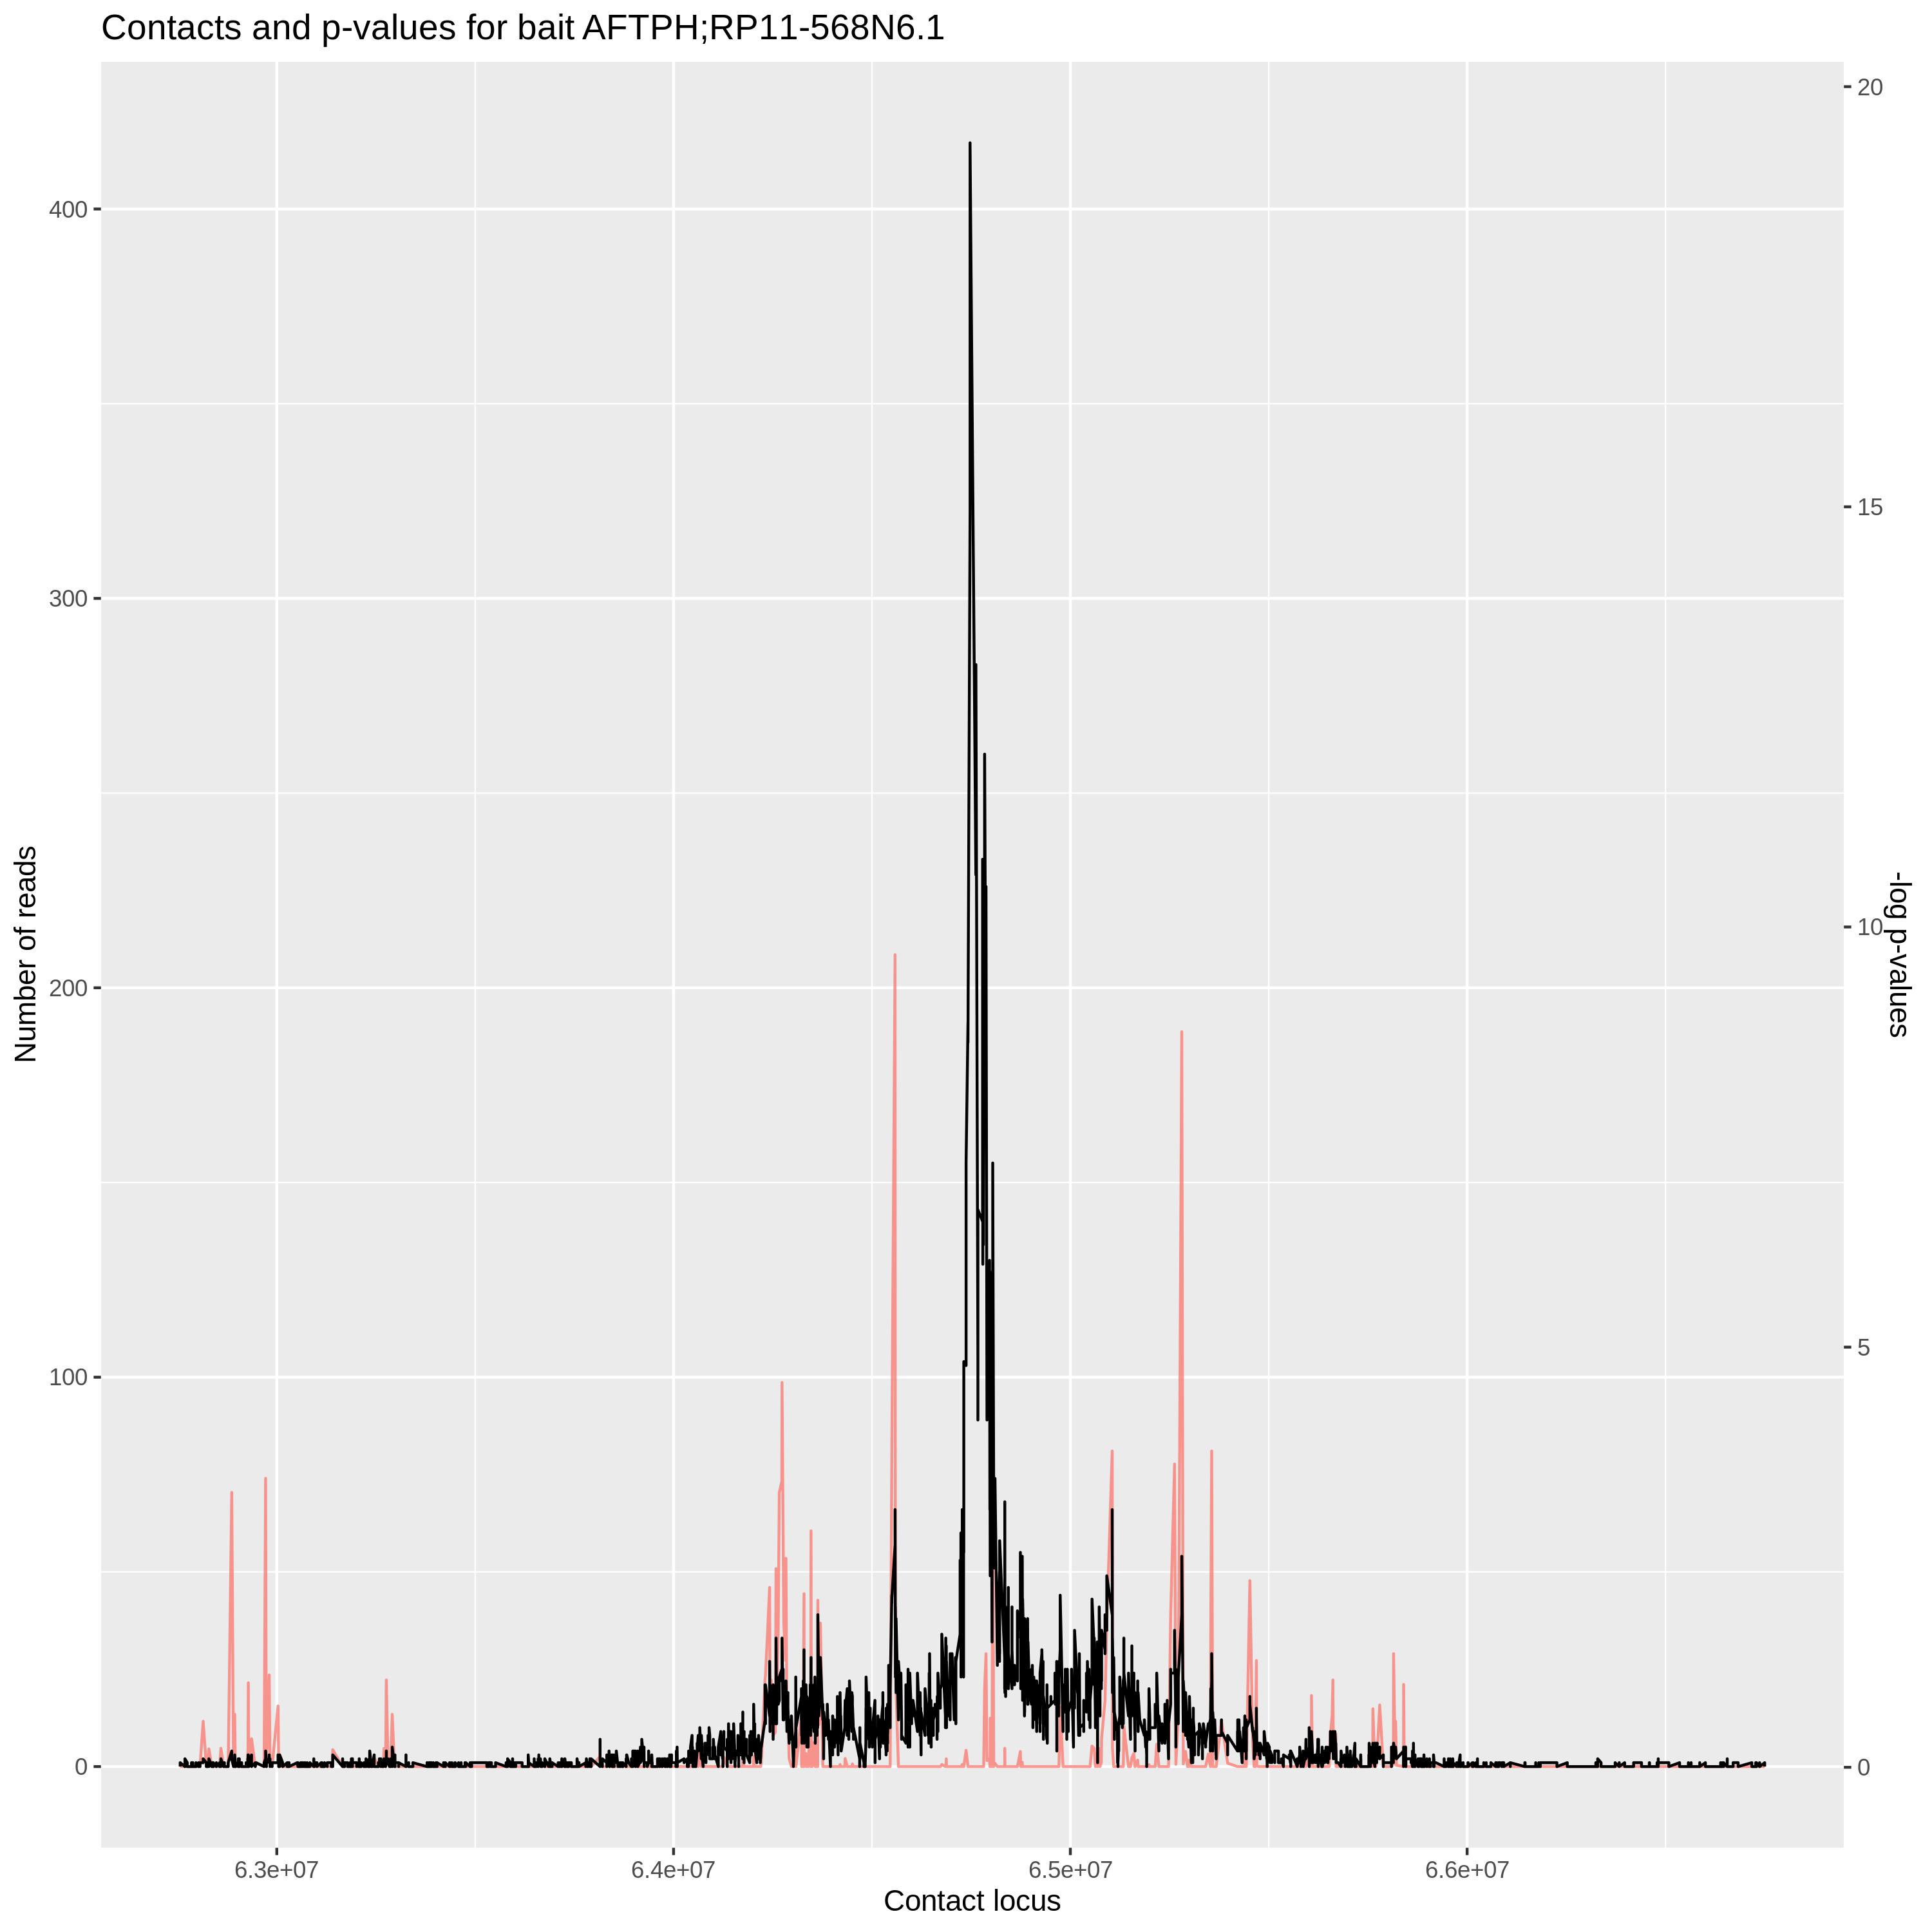 Contacts and p-values for bait AFTPH;RP11-568N6.1
400
300
200
100
0
20
15
10
5
0
Number of reads
-log p-values
6.3e+07
6.4e+07
6.5e+07
6.6e+07
Contact locus